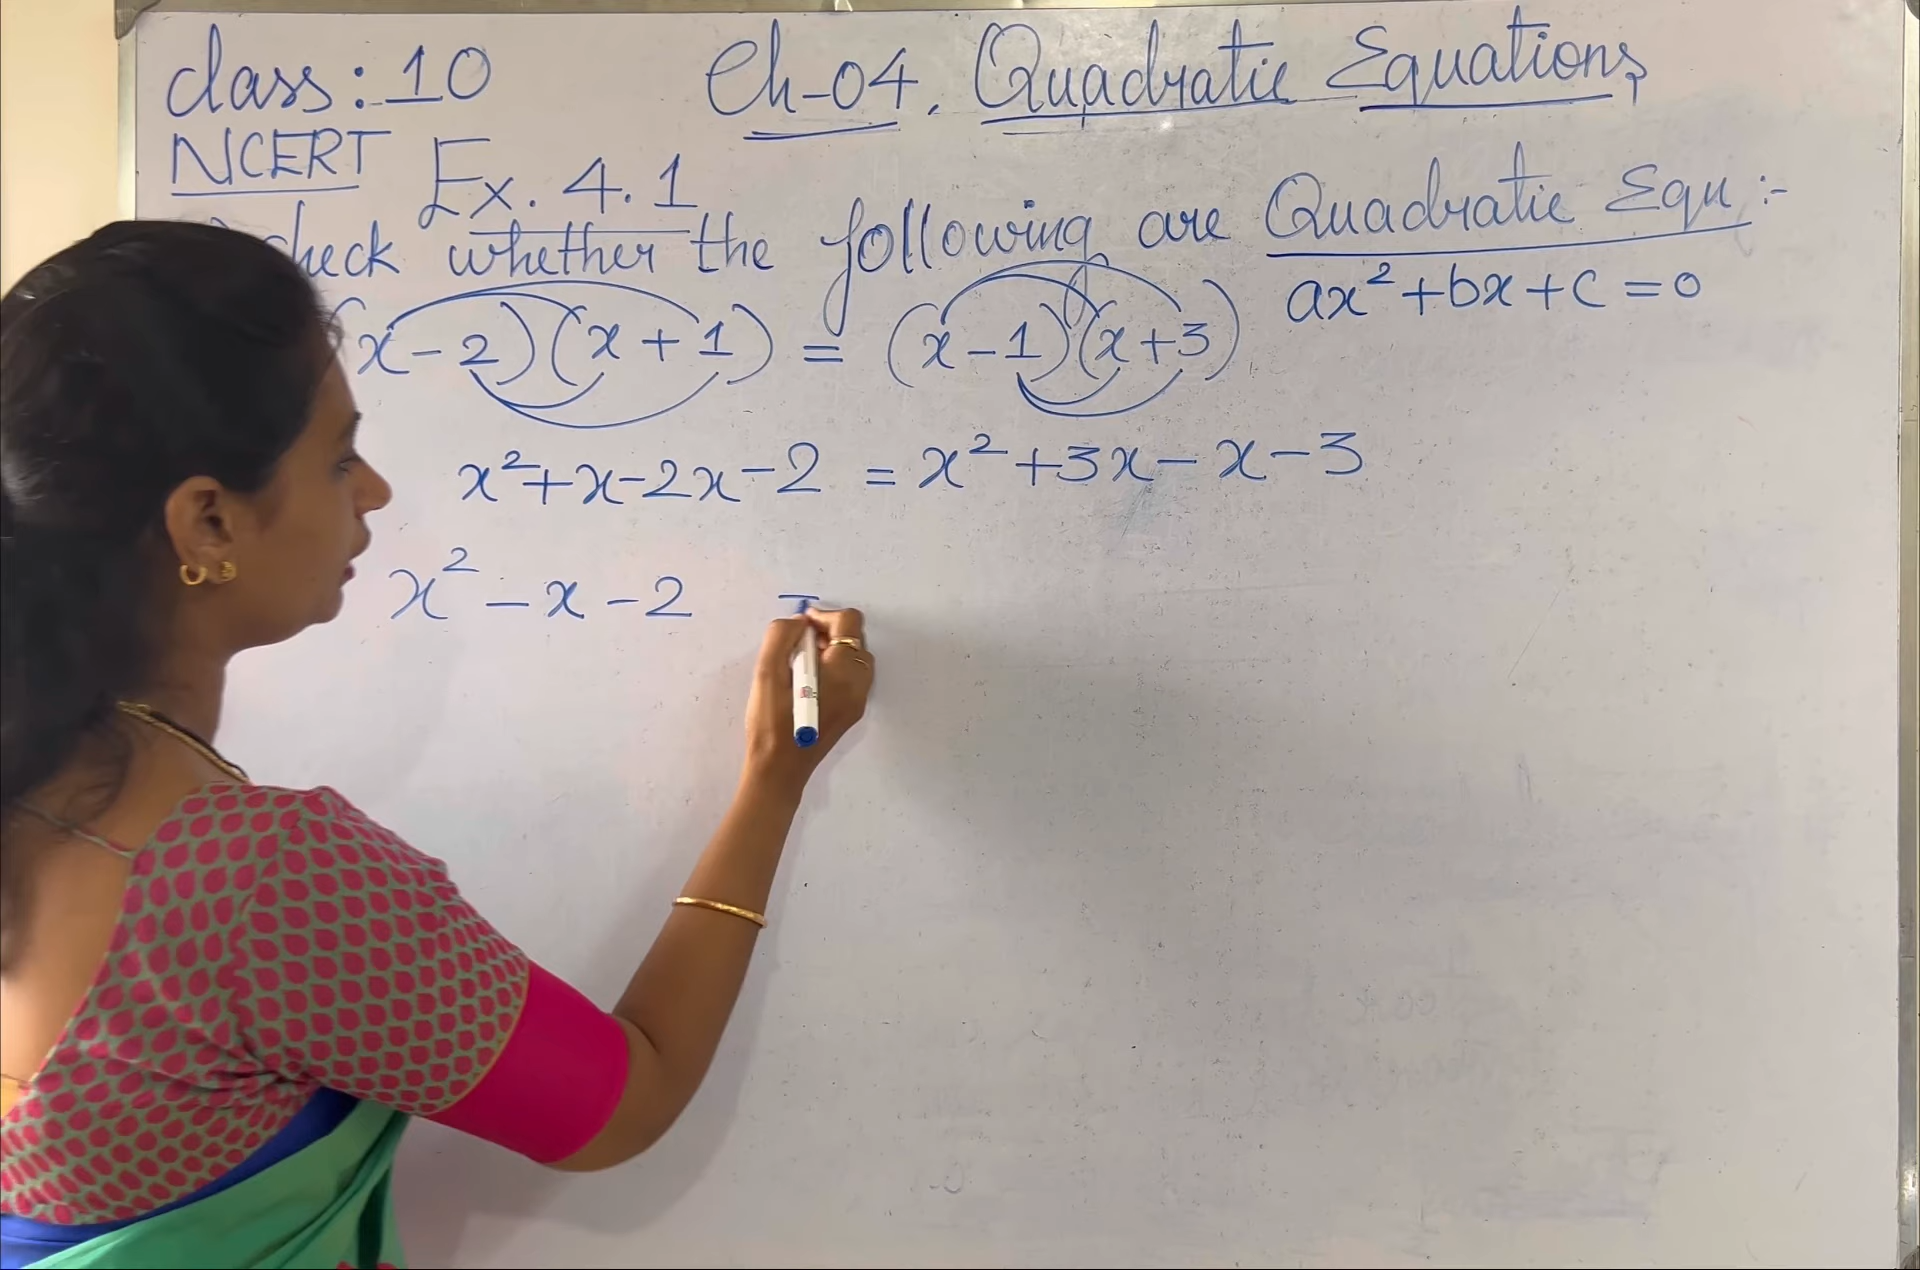 class: 10 Ch-04. Quadratic Equations
NCERT Ex. 4.1
check whether the following are Quadratic Equ :-
(x-2)(x+1) = (x-1)(x+3) ax²+bx+c=0
x²+x-2x-2 = x²+3x-x-3
x²-x-2